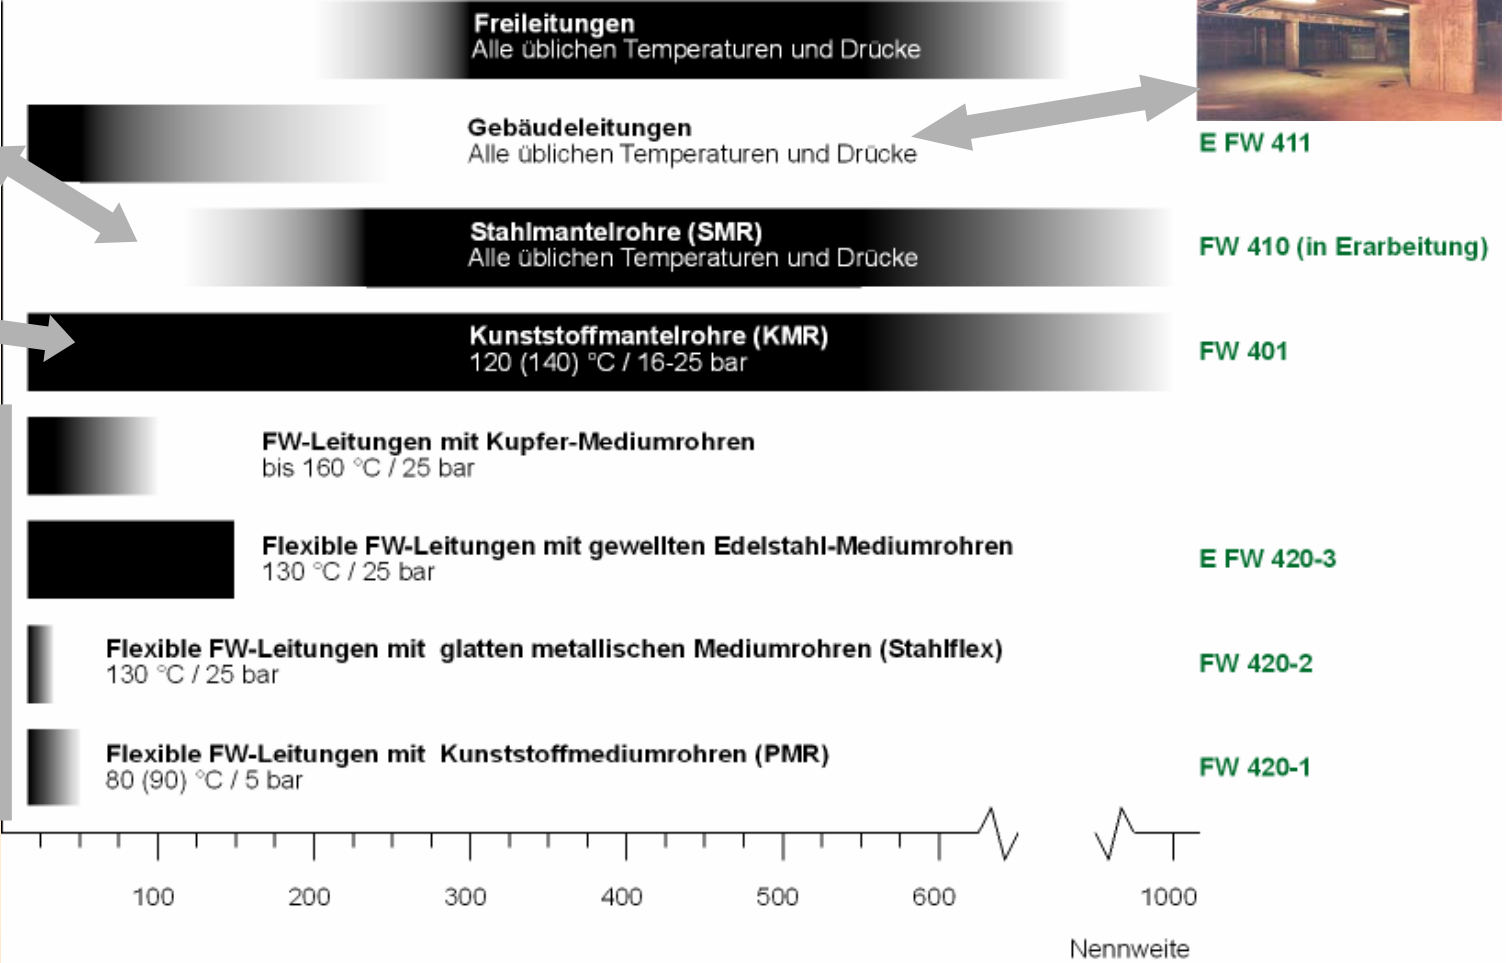 Freileitungen
Alle üblichen Temperaturen und Drücke
Gebäudeleitungen
Alle üblichen Temperaturen und Drücke
E FW 411
Stahlmantelrohre (SMR)
Alle üblichen Temperaturen und Drücke
FW 410 (in Erarbeitung)
Kunststoffmantelrohre (KMR)
120 (140) °C / 16-25 bar
FW 401
FW-Leitungen mit Kupfer-Mediumrohren
bis 160 °C / 25 bar
Flexible FW-Leitungen mit gewellten Edelstahl-Mediumrohren
130 °C / 25 bar
E FW 420-3
Flexible FW-Leitungen mit glatten metallischen Mediumrohren (Stahlflex)
130 °C / 25 bar
FW 420-2
Flexible FW-Leitungen mit Kunststoffmediumrohren (PMR)
80 (90) °C / 5 bar
FW 420-1
100 200 300 400 500 600 1000
Nennweite